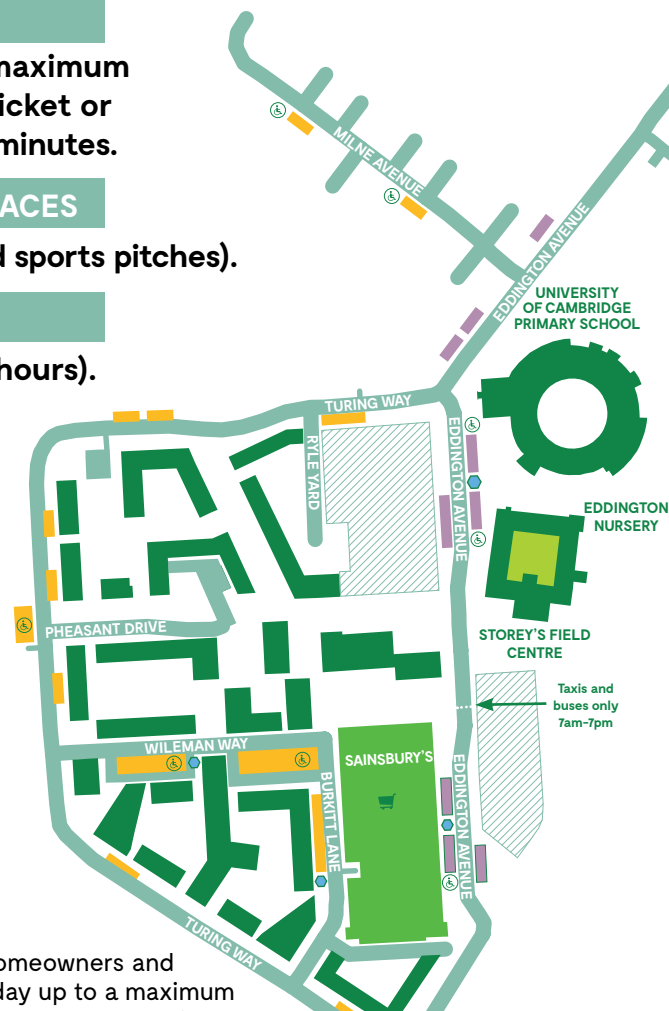 maximum
icket or
minutes.
ACES
d sports pitches).
hours).
MILNE AVENUE
EDDINGTON AVENUE
UNIVERSITY
OF CAMBRIDGE
PRIMARY SCHOOL
TURING WAY
RYLE YARD
EDDINGTON AVENUE
EDDINGTON
NURSERY
PHEASANT DRIVE
STOREY'S FIELD
CENTRE
Taxis and
buses only
7am–7pm
WILEMAN WAY
SAINSBURY'S
BURKITT LANE
EDDINGTON AVENUE
TURING WAY
omeowners and
day up to a maximum